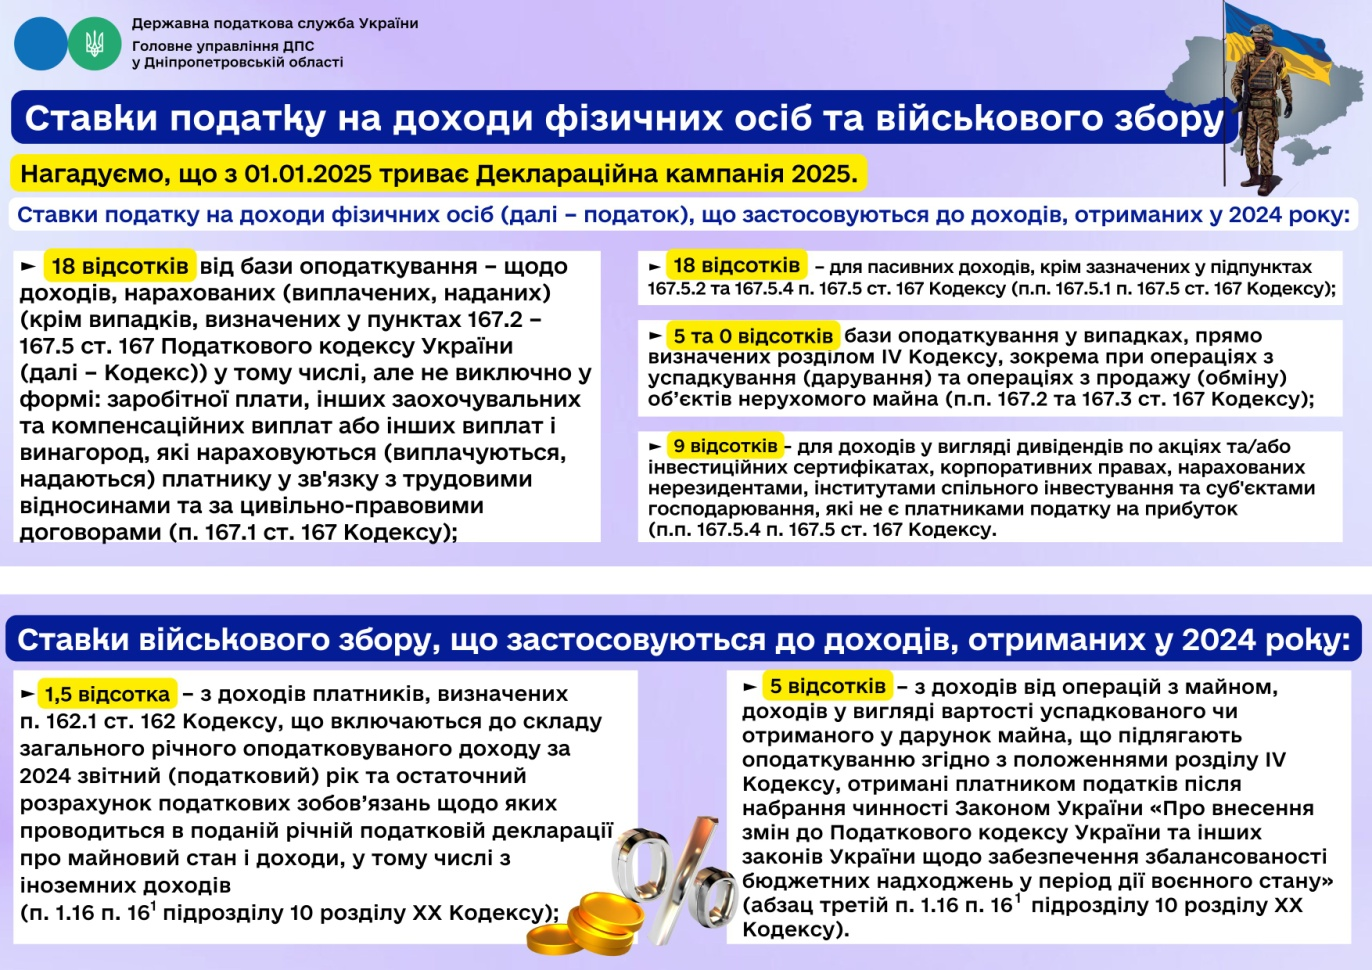 Державна податкова служба України
Головне управління ДПС
у Дніпропетровській області
Ставки податку на доходи фізичних осіб та військового збору
Нагадуємо, що з 01.01.2025 триває Деклараційна кампанія 2025.
Ставки податку на доходи фізичних осіб (далі – податок), що застосовуються до доходів, отриманих у 2024 року:
► 18 відсотків від бази оподаткування – щодо
доходів, нарахованих (виплачених, наданих)
(крім випадків, визначених у пунктах 167.2 –
167.5 ст. 167 Податкового кодексу України
(далі – Кодекс)) у тому числі, але не виключно у
формі: заробітної плати, інших заохочувальних
та компенсаційних виплат або інших виплат і
винагород, які нараховуються (виплачуються,
надаються) платнику у зв'язку з трудовими
відносинами та за цивільно-правовими
договорами (п. 167.1 ст. 167 Кодексу);
► 18 відсотків – для пасивних доходів, крім зазначених у підпунктах
167.5.2 та 167.5.4 п. 167.5 ст. 167 Кодексу (п.п. 167.5.1 п. 167.5 ст. 167 Кодексу);
► 5 та 0 відсотків бази оподаткування у випадках, прямо
визначених розділом IV Кодексу, зокрема при операціях з
успадкування (дарування) та операціях з продажу (обміну)
об’єктів нерухомого майна (п.п. 167.2 та 167.3 ст. 167 Кодексу);
► 9 відсотків – для доходів у вигляді дивідендів по акціях та/або
інвестиційних сертифікатах, корпоративних правах, нарахованих
нерезидентами, інститутами спільного інвестування та суб'єктами
господарювання, які не є платниками податку на прибуток
(п.п. 167.5.4 п. 167.5 ст. 167 Кодексу.
Ставки військового збору, що застосовуються до доходів, отриманих у 2024 року:
► 1,5 відсотка – з доходів платників, визначених
п. 162.1 ст. 162 Кодексу, що включаються до складу
загального річного оподатковуваного доходу за
2024 звітний (податковий) рік та остаточний
розрахунок податкових зобов’язань щодо яких
проводиться в поданій річній податковій декларації
про майновий стан і доходи, у тому числі з
іноземних доходів
(п. 1.16 п. 16¹ підрозділу 10 розділу ХХ Кодексу);
► 5 відсотків – з доходів від операцій з майном,
доходів у вигляді вартості успадкованого чи
отриманого у дарунок майна, що підлягають
оподаткуванню згідно з положеннями розділу IV
Кодексу, отримані платником податків після
набрання чинності Законом України «Про внесення
змін до Податкового кодексу України та інших
законів України щодо забезпечення збалансованості
бюджетних надходжень у період дії воєнного стану»
(абзац третій п. 1.16 п. 16¹ підрозділу 10 розділу ХХ
Кодексу).